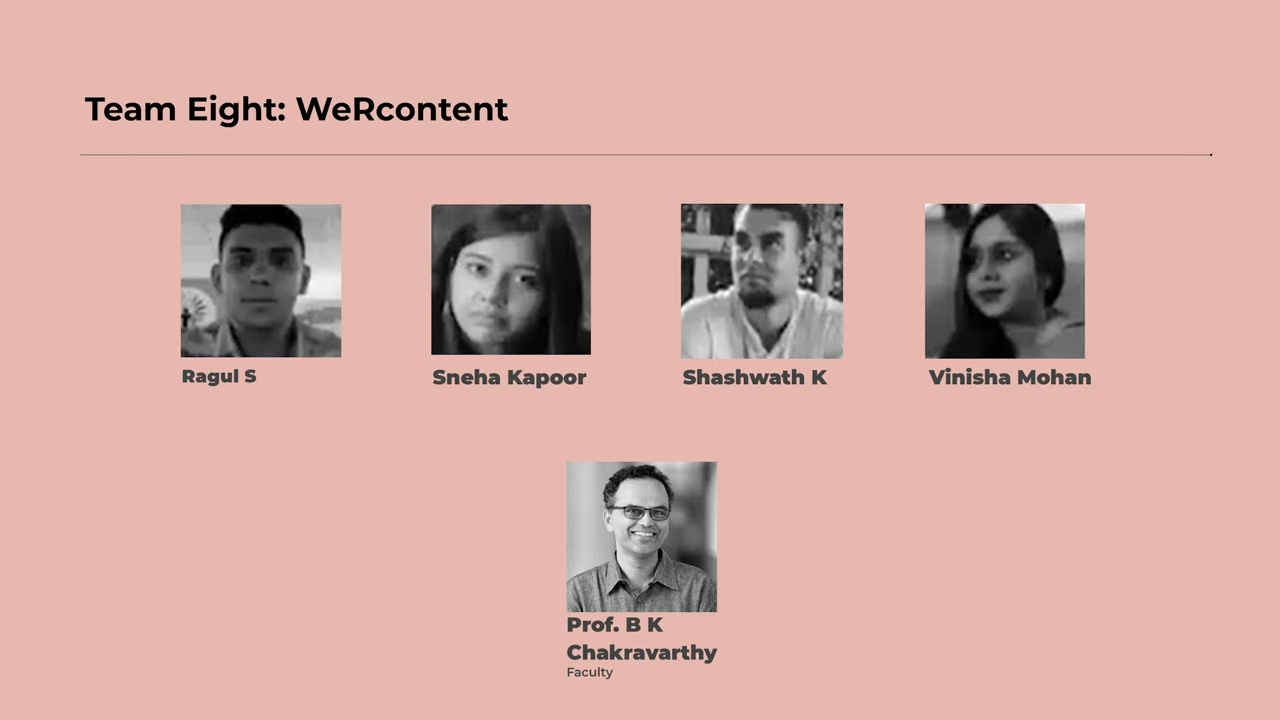 Team Eight: WeRcontent
Ragul S
Sneha Kapoor
Shashwath K
Vinisha Mohan
Prof. B K
Chakravarthy
Faculty